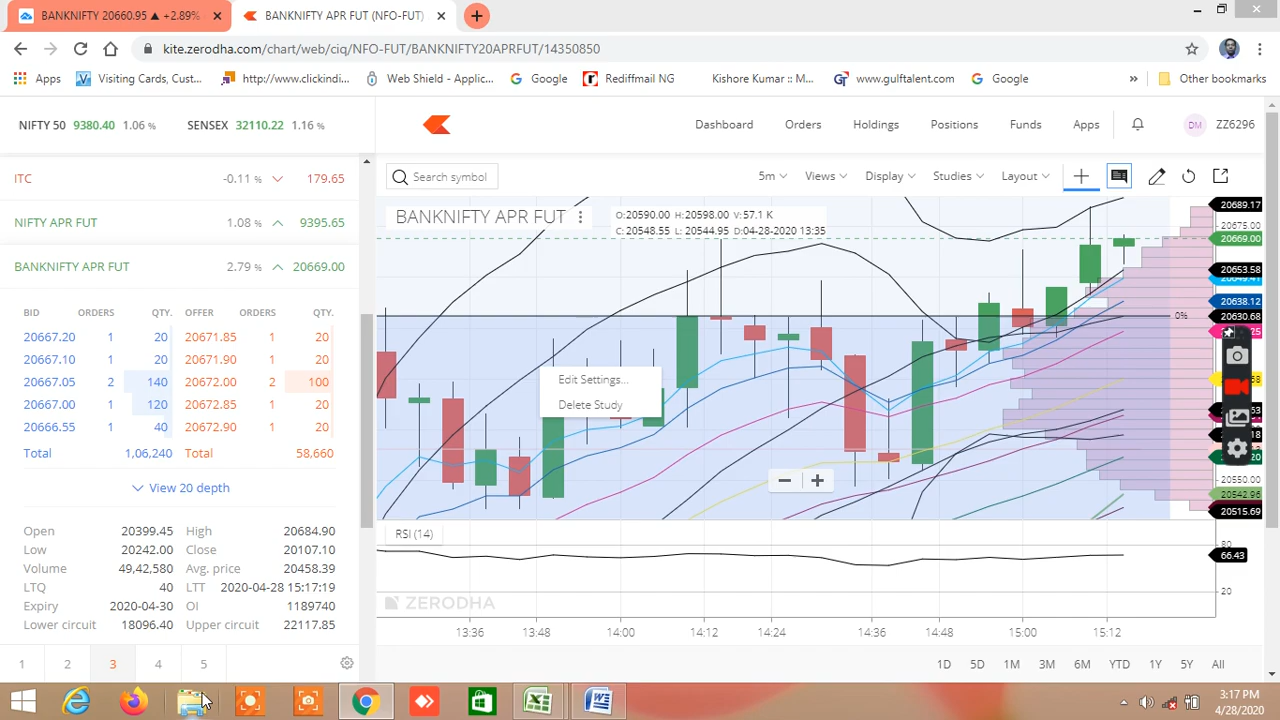 BANKNIFTY 20660.95 ▲ +2.89% ×
BANKNIFTY APR FUT (NFO-FUT) ×
kite.zerodha.com/chart/web/ciq/NFO-FUT/BANKNIFTY20APRFUT/14350850
Apps Visiting Cards, Cust... http://www.clickindi... Web Shield - Applic... Google Rediffmail NG Kishore Kumar :: M... www.gulftalent.com Google » Other bookmarks
NIFTY 50 9380.40 1.06 % SENSEX 32110.22 1.16 %
Dashboard Orders Holdings Positions Funds Apps DM ZZ6296
ITC -0.11 % 179.65
NIFTY APR FUT 1.08 % 9395.65
BANKNIFTY APR FUT 2.79 % 20669.00
BID ORDERS QTY. OFFER ORDERS QTY.
20667.20 1 20 20671.85 1 20
20667.10 1 20 20671.90 1 20
20667.05 2 140 20672.00 2 100
20667.00 1 120 20672.85 1 20
20666.55 2 40 20672.90 1 20
Total 1,06,240 Total 58,660
View 20 depth
Open 20399.45 High 20684.90
Low 20242.00 Close 20107.10
Volume 49,42,580 Avg. price 20458.39
LTQ 40 LTT 2020-04-28 15:17:19
Expiry 2020-04-30 OI 1189740
Lower circuit 18096.40 Upper circuit 22117.85
1 2 3 4 5
Search symbol 5m Views Display Studies Layout
BANKNIFTY APR FUT
O:20590.00 H:20598.00 V:57.1 K
C:20548.55 L:20544.95 D:04-28-2020 13:35
Edit Settings...
Delete Study
0%
20689.17
20675.00
20669.00
20653.58
20638.12
20630.68
20550.00
20542.96
20515.69
RSI (14)
80
66.43
20
ZERODHA
13:36 13:48 14:00 14:12 14:24 14:36 14:48 15:00 15:12
1D 5D 1M 3M 6M YTD 1Y 5Y All
3:17 PM
4/28/2020